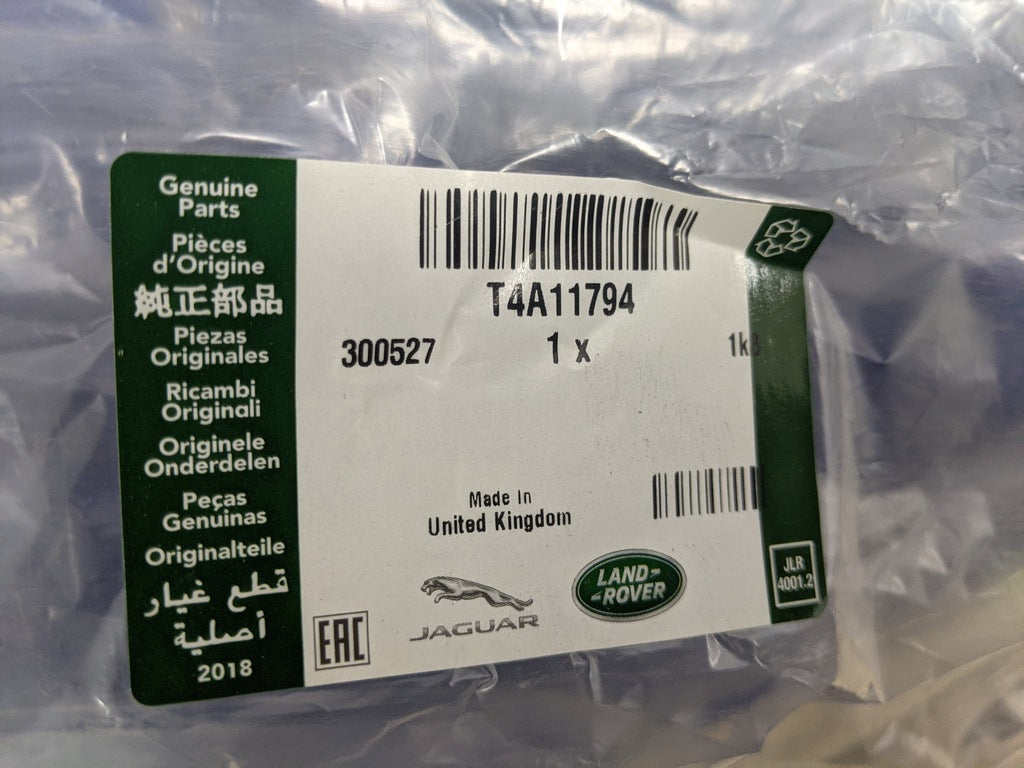 Genuine
Parts
Pièces
d'Origine
純正部品
Piezas
Originales
Ricambi
Originali
Originele
Onderdelen
Peças
Genuinas
Originalteile
قطع غيار
أصلية
2018
T4A11794
300527 1 x
Made In
United Kingdom
EAC
JAGUAR
LAND-
-ROVER
JLR
4001.2